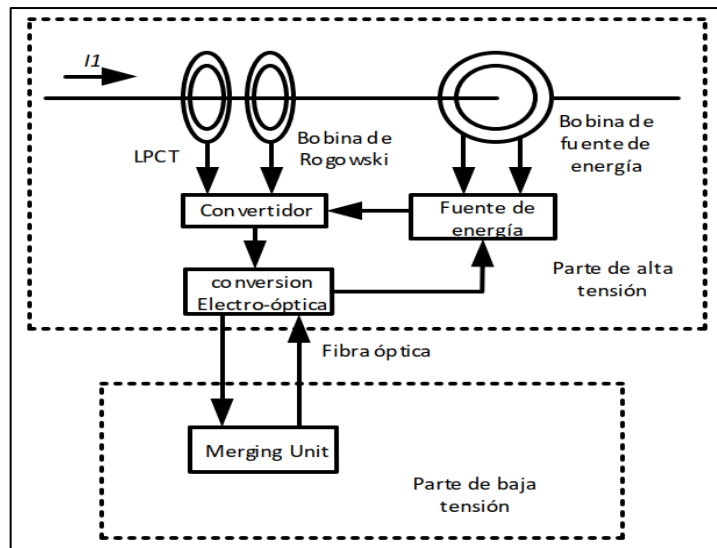 I1
LPCT
Bobina de
Rogowski
Bobina de
fuente de
energía
Convertidor
Fuente de
energía
conversion
Electro-óptica
Parte de alta
tensión
Fibra óptica
Merging Unit
Parte de baja
tensión